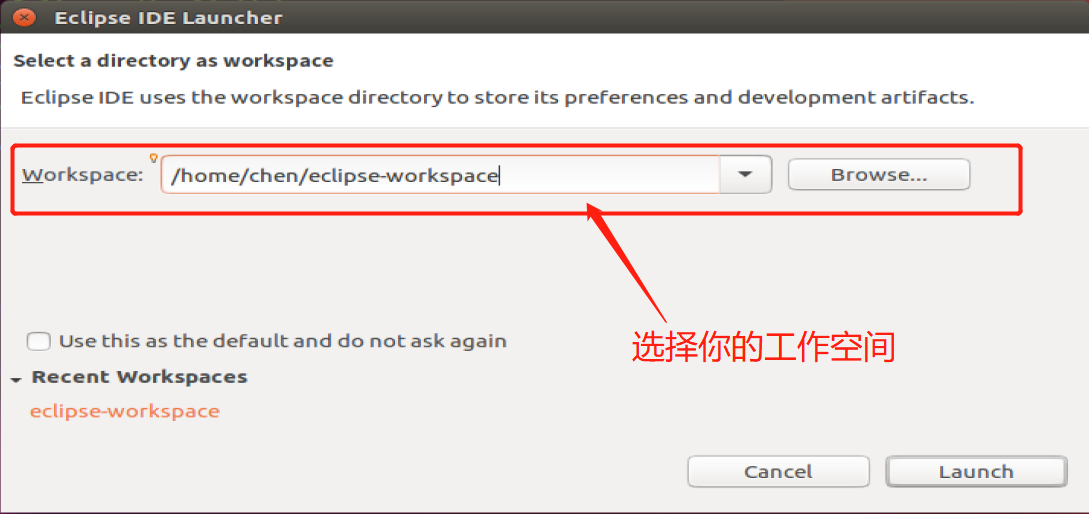 Eclipse IDE Launcher
Select a directory as workspace
Eclipse IDE uses the workspace directory to store its preferences and development artifacts.
Workspace: /home/chen/eclipse-workspace Browse...
选择你的工作空间
Use this as the default and do not ask again
Recent Workspaces
eclipse-workspace
Cancel Launch